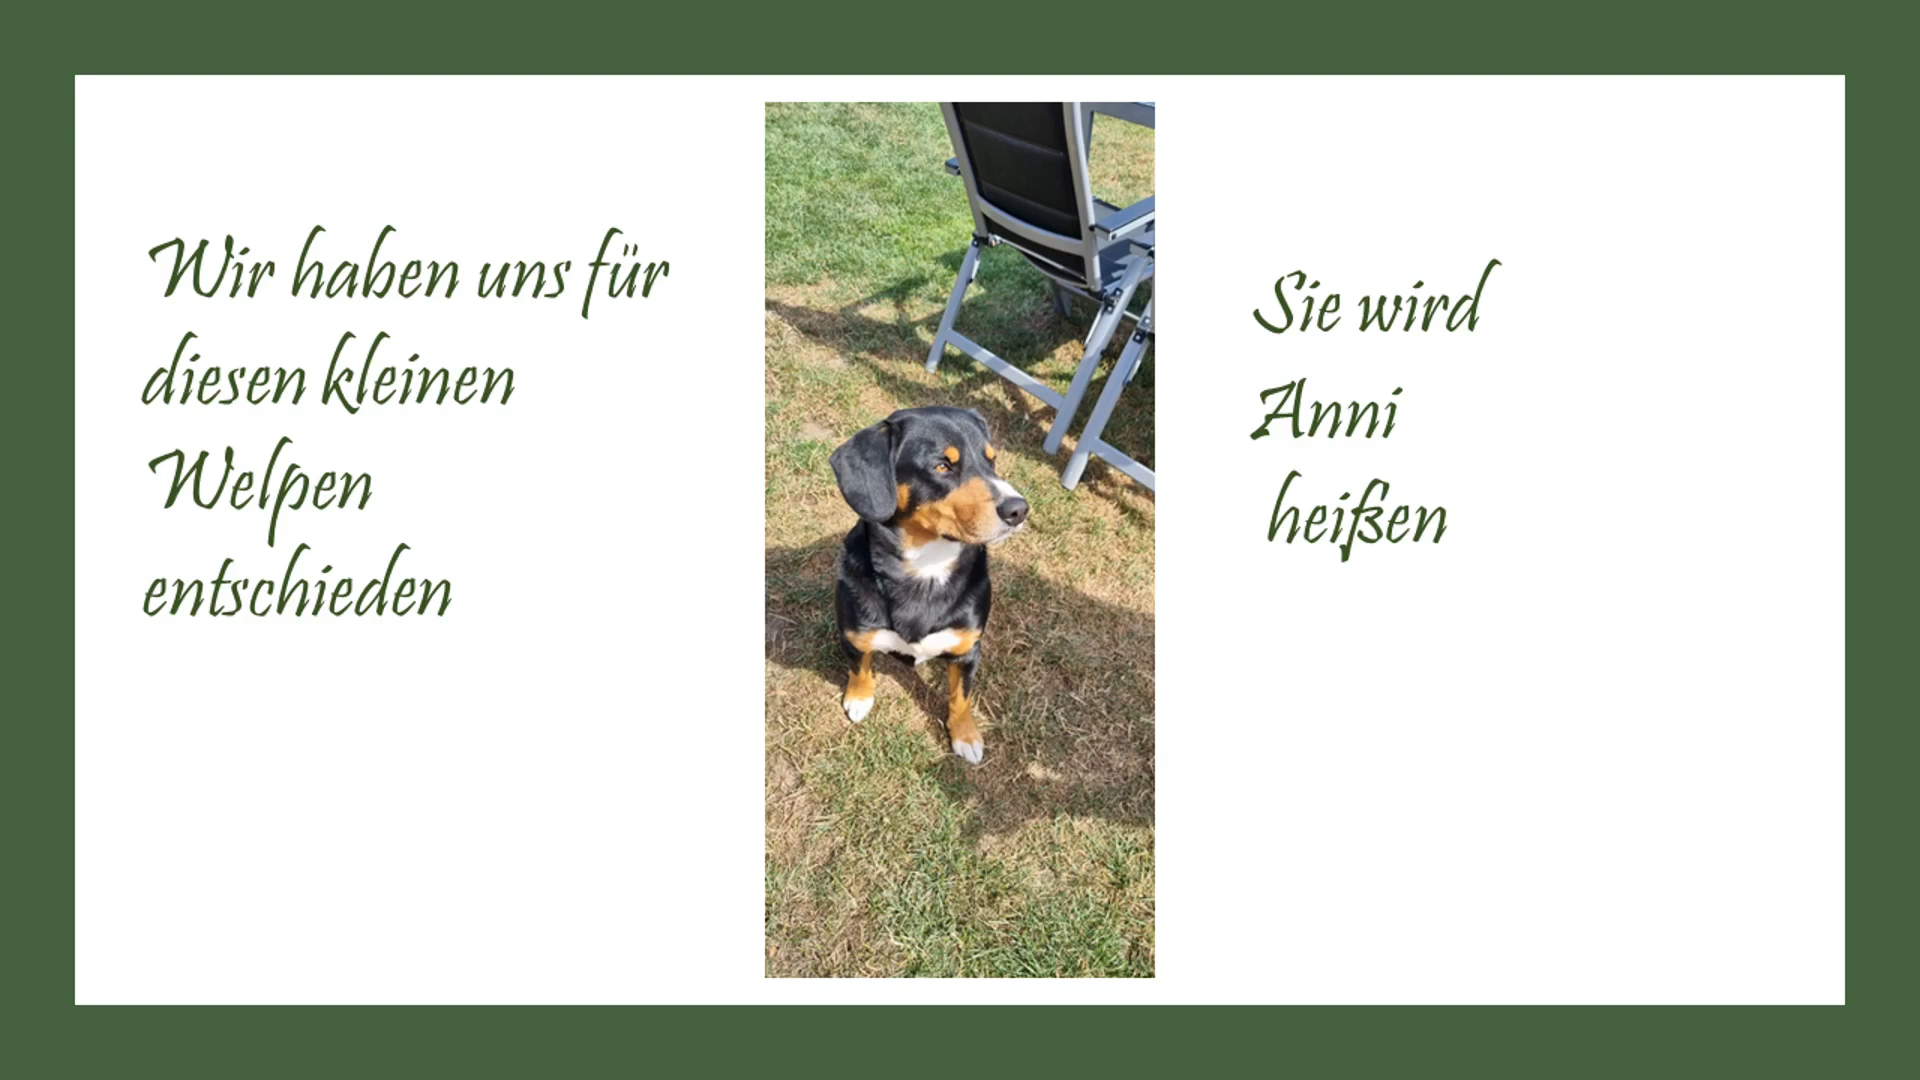 Wir haben uns für
diesen kleinen
Welpen
entschieden
Sie wird
Anni
heißen